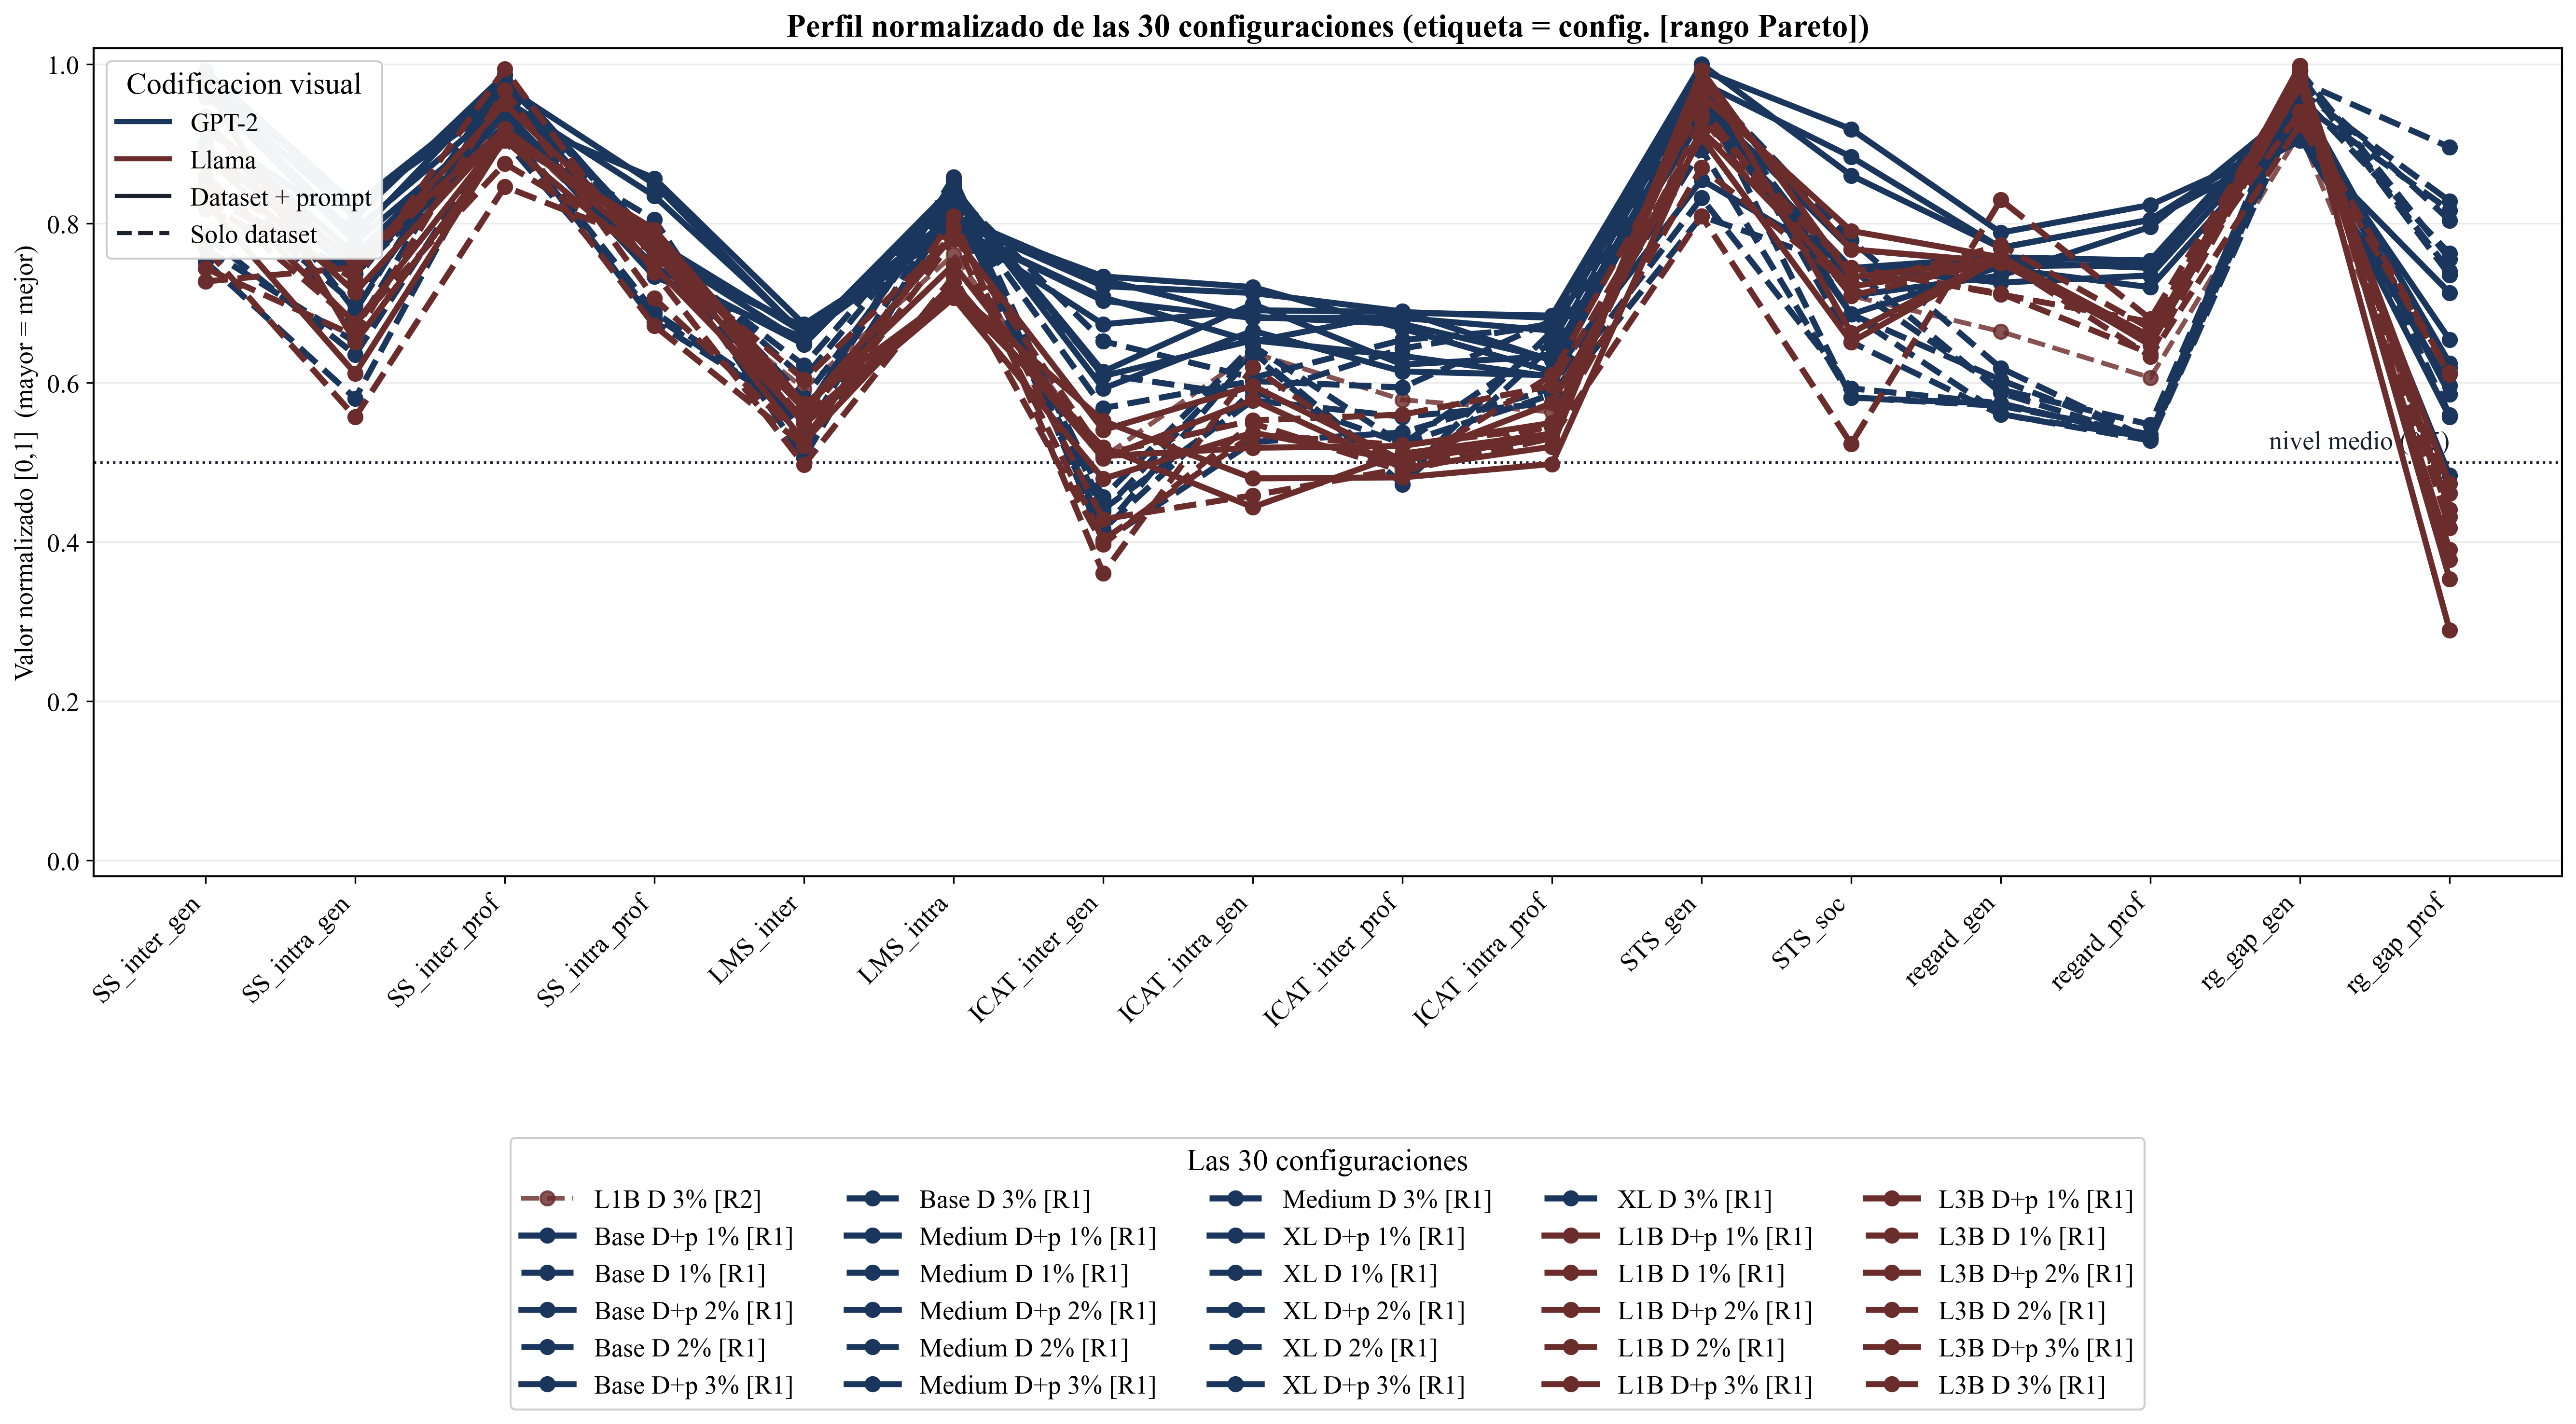 Perfil normalizado de las 30 configuraciones (etiqueta = config. [rango Pareto])
Codificacion visual
GPT-2
Llama
Dataset + prompt
Solo dataset
Valor normalizado [0,1] (mayor = mejor)
1.0
0.8
0.6
0.4
0.2
0.0
nivel medio
SS_inter_gen
SS_intra_gen
SS_inter_prof
SS_intra_prof
LMS_inter
LMS_intra
ICAT_inter_gen
ICAT_intra_gen
ICAT_inter_prof
ICAT_intra_prof
STS_gen
STS_soc
regard_gen
regard_prof
rg_gap_gen
rg_gap_prof
Las 30 configuraciones
L1B D 3% [R2]
Base D+p 1% [R1]
Base D 1% [R1]
Base D+p 2% [R1]
Base D 2% [R1]
Base D+p 3% [R1]
Base D 3% [R1]
Medium D+p 1% [R1]
Medium D 1% [R1]
Medium D+p 2% [R1]
Medium D 2% [R1]
Medium D+p 3% [R1]
Medium D 3% [R1]
XL D+p 1% [R1]
XL D 1% [R1]
XL D+p 2% [R1]
XL D 2% [R1]
XL D+p 3% [R1]
XL D 3% [R1]
L1B D+p 1% [R1]
L1B D 1% [R1]
L1B D+p 2% [R1]
L1B D 2% [R1]
L1B D+p 3% [R1]
L3B D+p 1% [R1]
L3B D 1% [R1]
L3B D+p 2% [R1]
L3B D 2% [R1]
L3B D+p 3% [R1]
L3B D 3% [R1]